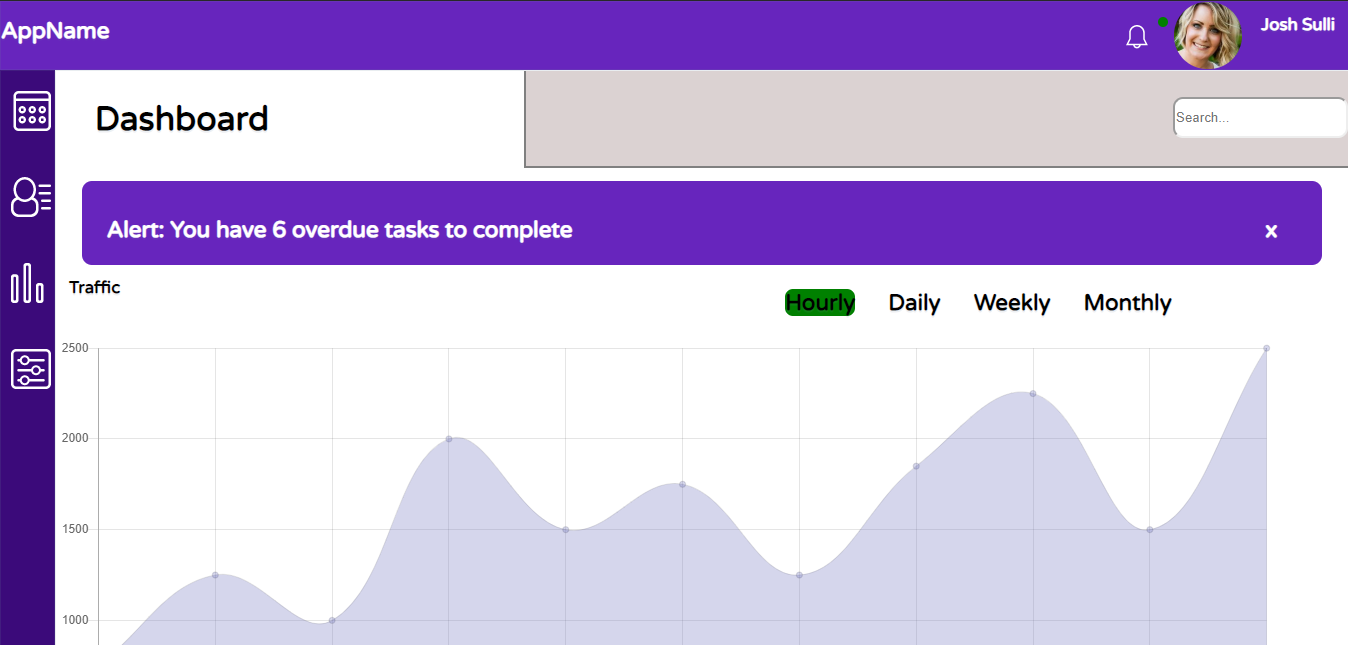 AppName
Josh Sulli
Dashboard
Search...
Alert: You have 6 overdue tasks to complete
x
Traffic
Hourly Daily Weekly Monthly
2500
2000
1500
1000